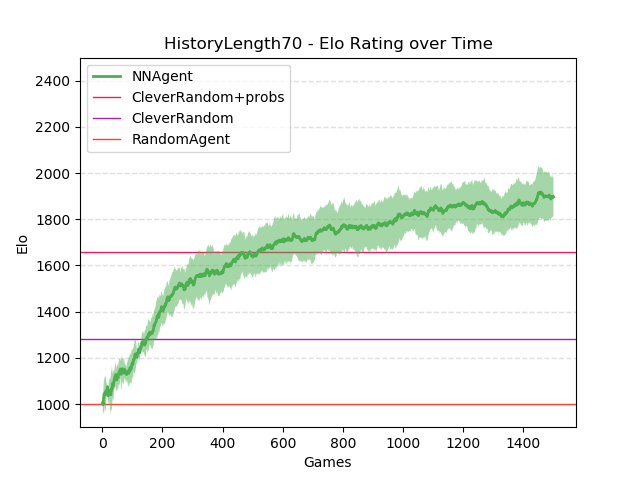 HistoryLength70 - Elo Rating over Time
NNAgent
CleverRandom+probs
CleverRandom
RandomAgent
2400
2200
2000
1800
1600
1400
1200
1000
Elo
0 200 400 600 800 1000 1200 1400
Games